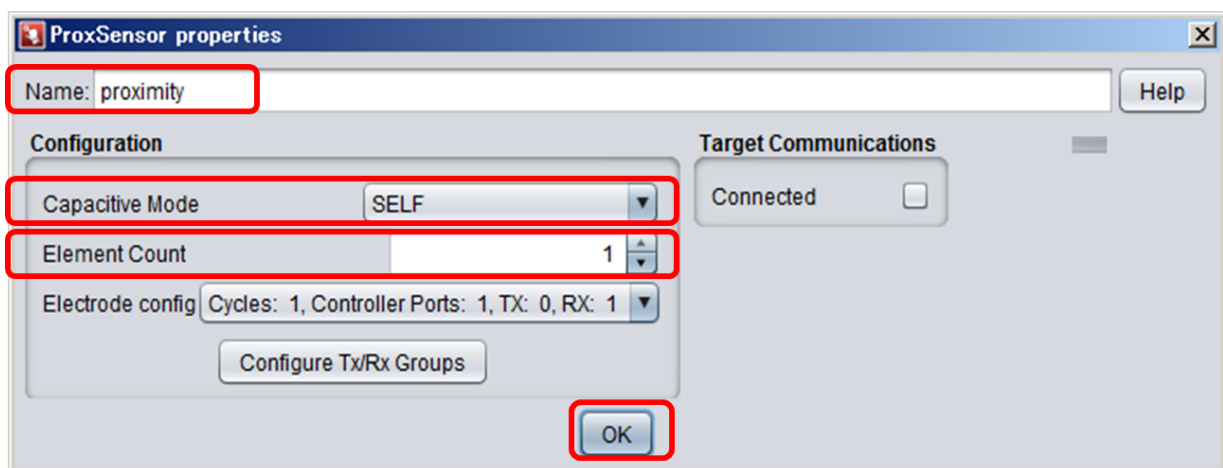 ProxSensor properties
Name: proximity
Help
Configuration
Target Communications
Capacitive Mode SELF
Connected
Element Count 1
Electrode config Cycles: 1, Controller Ports: 1, TX: 0, RX: 1
Configure Tx/Rx Groups
OK